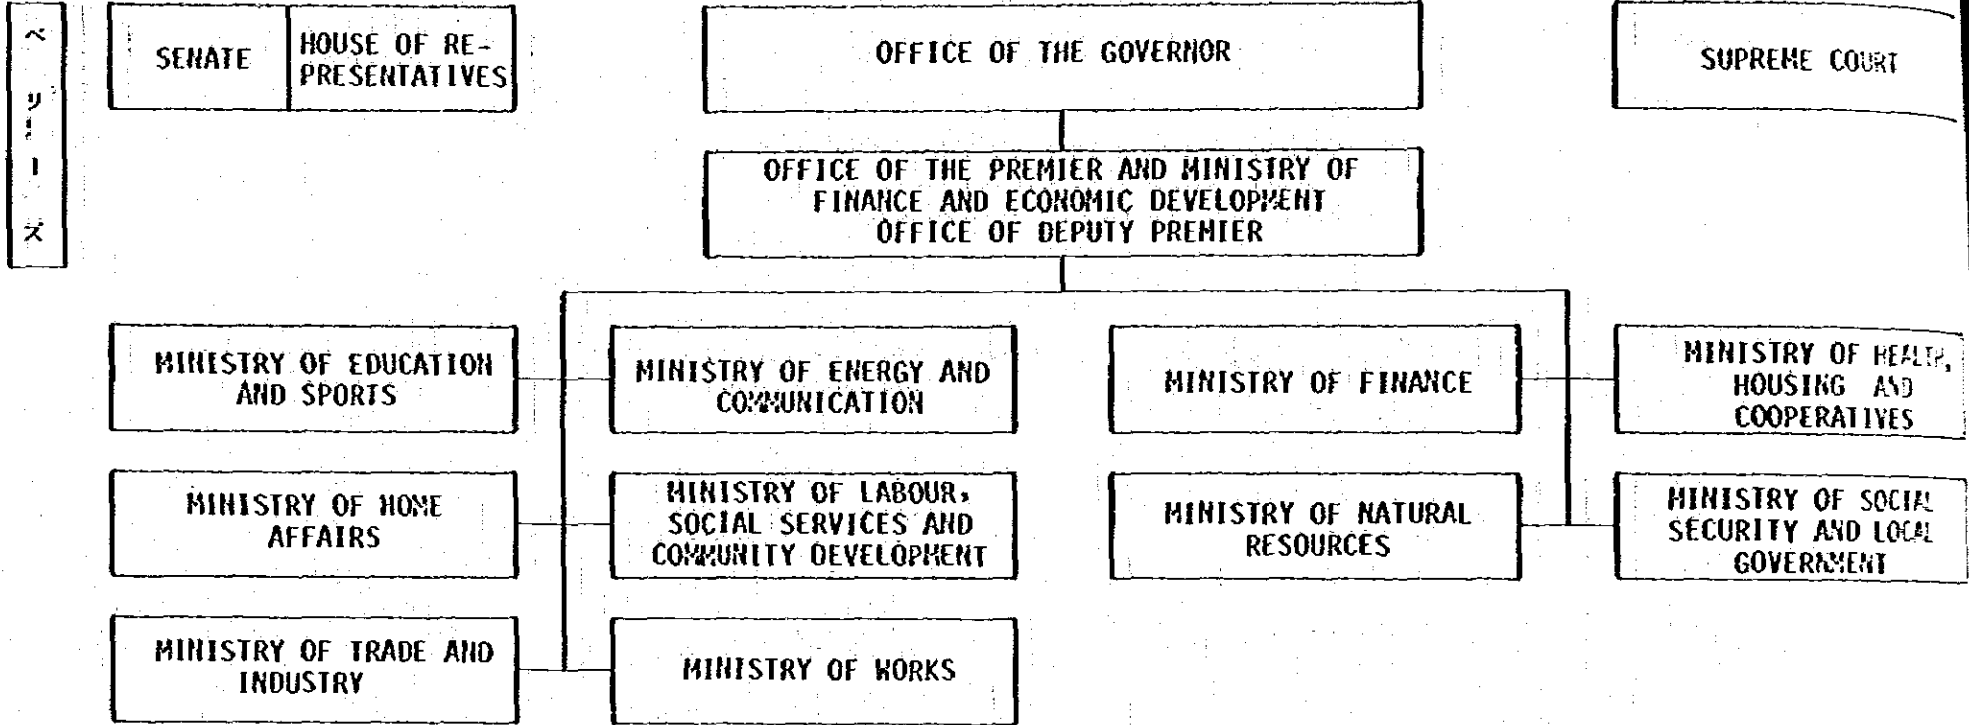 ベリーズ
SENATE
HOUSE OF RE-
PRESENTATIVES
OFFICE OF THE GOVERNOR
SUPREME COURT
OFFICE OF THE PREMIER AND MINISTRY OF
FINANCE AND ECONOMIC DEVELOPMENT
OFFICE OF DEPUTY PREMIER
MINISTRY OF EDUCATION
AND SPORTS
MINISTRY OF ENERGY AND
COMMUNICATION
MINISTRY OF FINANCE
MINISTRY OF HEALTH,
HOUSING AND
COOPERATIVES
MINISTRY OF HOME
AFFAIRS
MINISTRY OF LABOUR,
SOCIAL SERVICES AND
COMMUNITY DEVELOPMENT
MINISTRY OF NATURAL
RESOURCES
MINISTRY OF SOCIAL
SECURITY AND LOCAL
GOVERNMENT
MINISTRY OF TRADE AND
INDUSTRY
MINISTRY OF WORKS